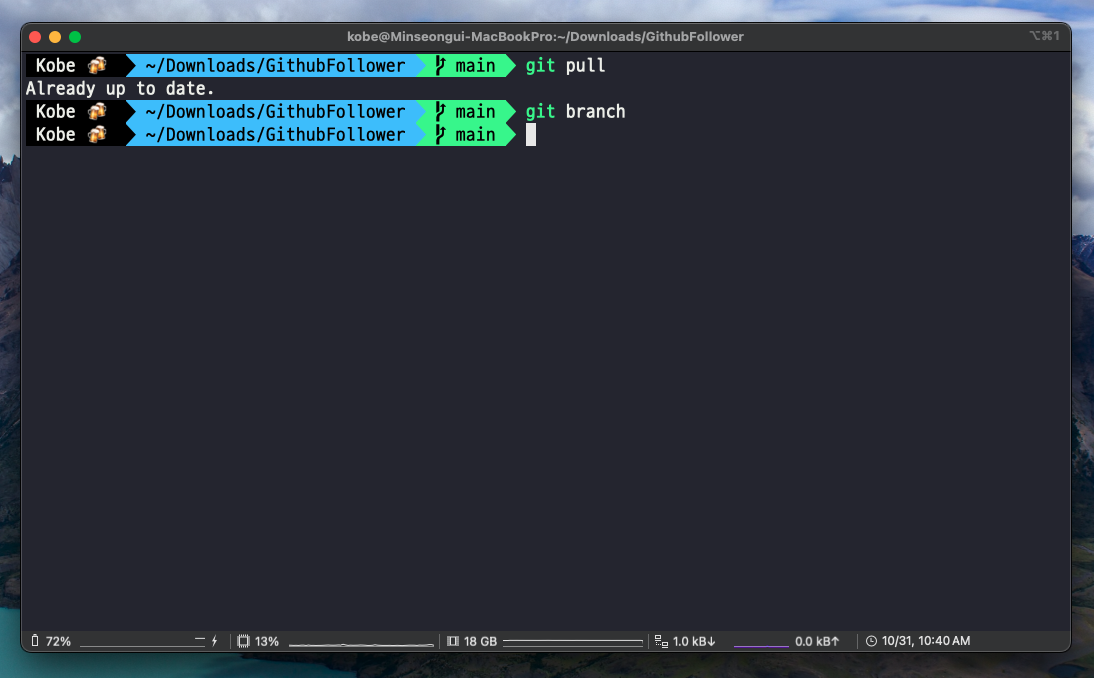 kobe@Minseongui-MacBookPro:~/Downloads/GithubFollower
⌥⌘1
Kobe 🍻 ~/Downloads/GithubFollower main git pull
Already up to date.
Kobe 🍻 ~/Downloads/GithubFollower main git branch
Kobe 🍻 ~/Downloads/GithubFollower main
72% 13% 18 GB 1.0 kB↓ 0.0 kB↑ 10/31, 10:40 AM